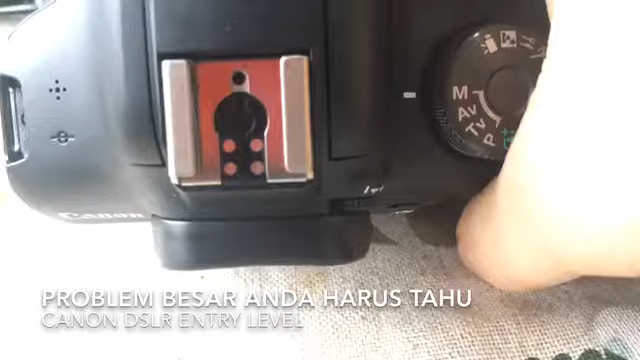 M
Av
Tv
P
Canon
PROBLEM BESAR ANDA HARUS TAHU
CANON DSLR ENTRY LEVEL